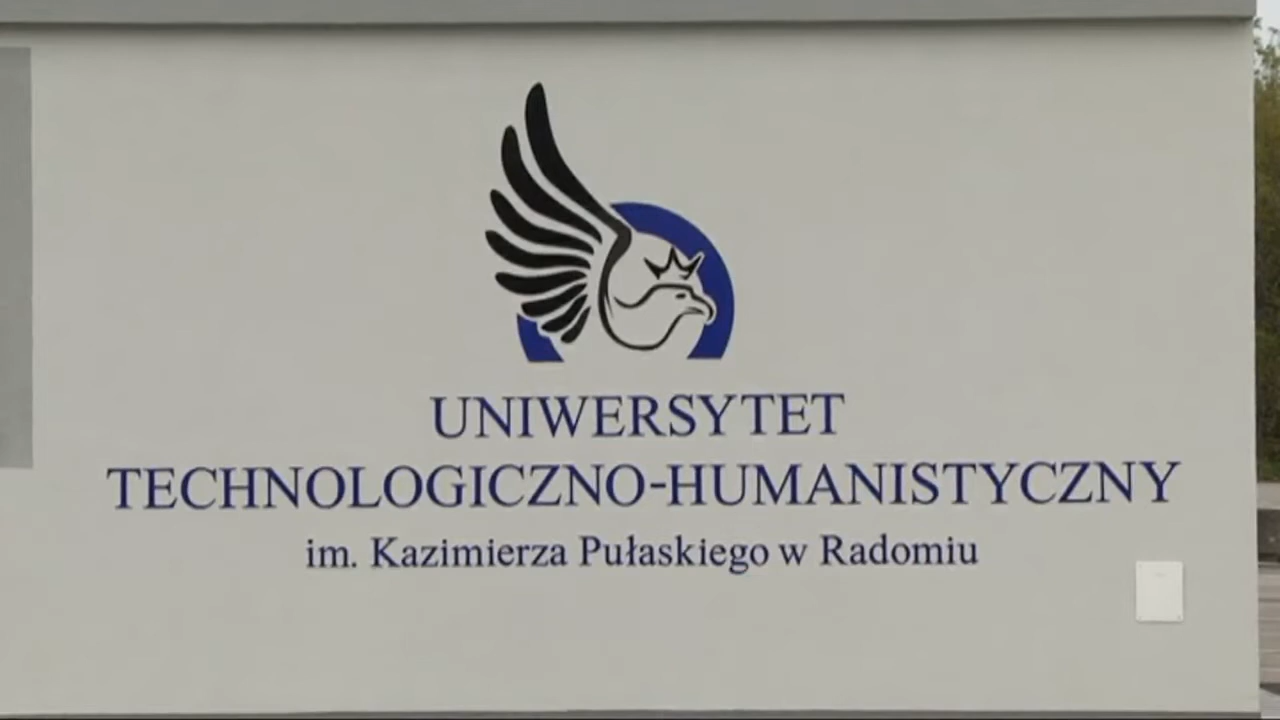 UNIWERSYTET
TECHNOLOGICZNO-HUMANISTYCZNY
im. Kazimierza Pułaskiego w Radomiu